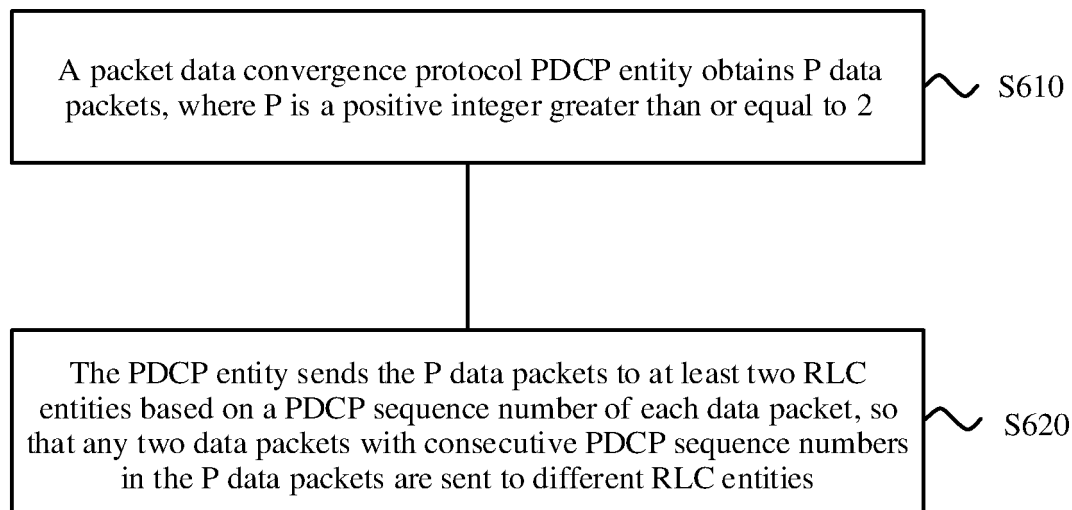 A packet data convergence protocol PDCP entity obtains P data
packets, where P is a positive integer greater than or equal to 2
S610
The PDCP entity sends the P data packets to at least two RLC
entities based on a PDCP sequence number of each data packet, so
that any two data packets with consecutive PDCP sequence numbers
in the P data packets are sent to different RLC entities
S620